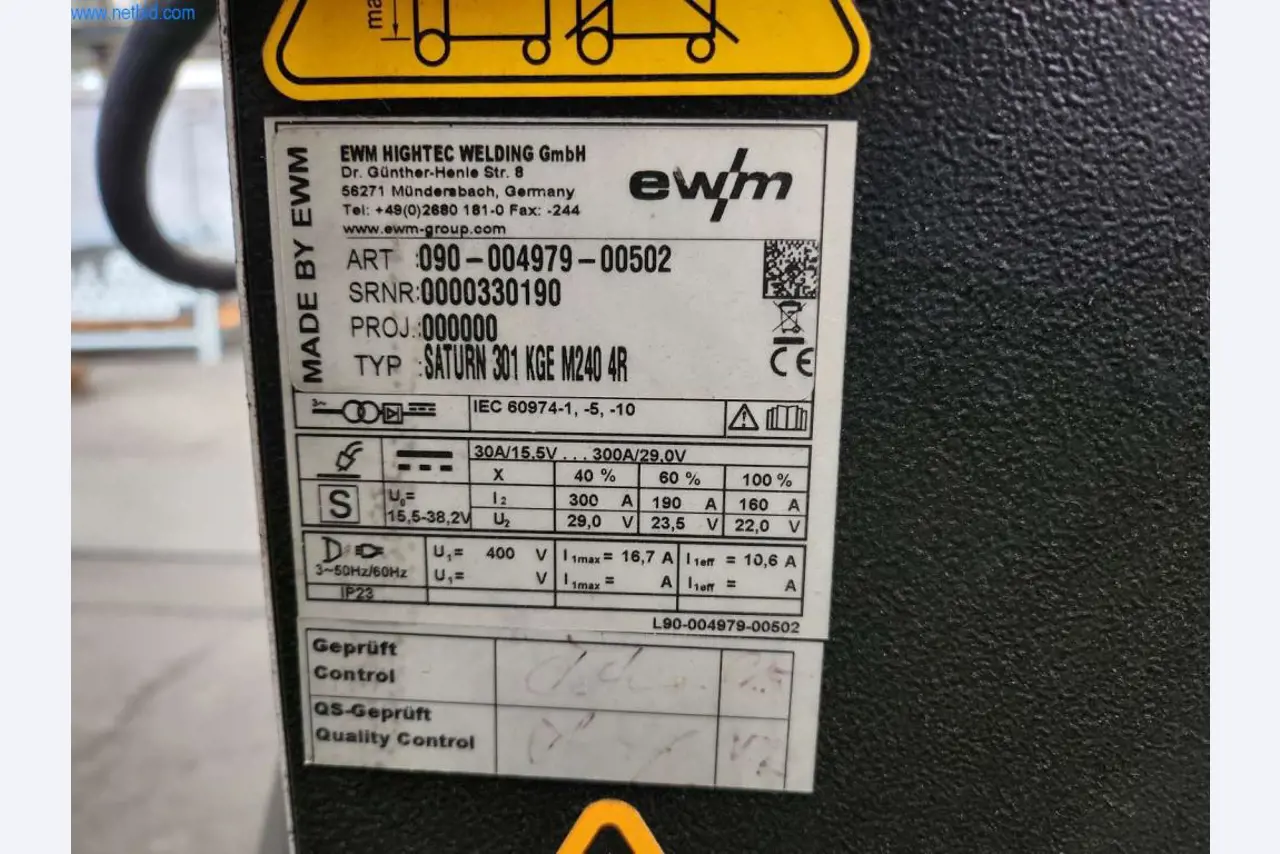 www.netbid.com
MADE BY EWM
EWM HIGHTEC WELDING GmbH
Dr. Günther-Henle Str. 8
56271 Mündersbach, Germany
Tel: +49(0)2680 181-0 Fax: -244
www.ewm-group.com
ewm
ART :090-004979-00502
SRNR:0000330190
PROJ.:000000
TYP :SATURN 301 KGE M240 4R
CE
3~
IEC 60974-1, -5, -10
30A/15.5V . . . 300A/29,0V
X 40 % 60 % 100 %
S U₀= I₂ 300 A 190 A 160 A
15,5-38,2V U₂ 29,0 V 23,5 V 22,0 V
U₁= 400 V I₁max = 16,7 A I₁eff = 10,6 A
3~50Hz/60Hz U₁= V I₁max = A I₁eff = A
IP23
L90-004979-00502
Geprüft
Control
QS-Geprüft
Quality Control